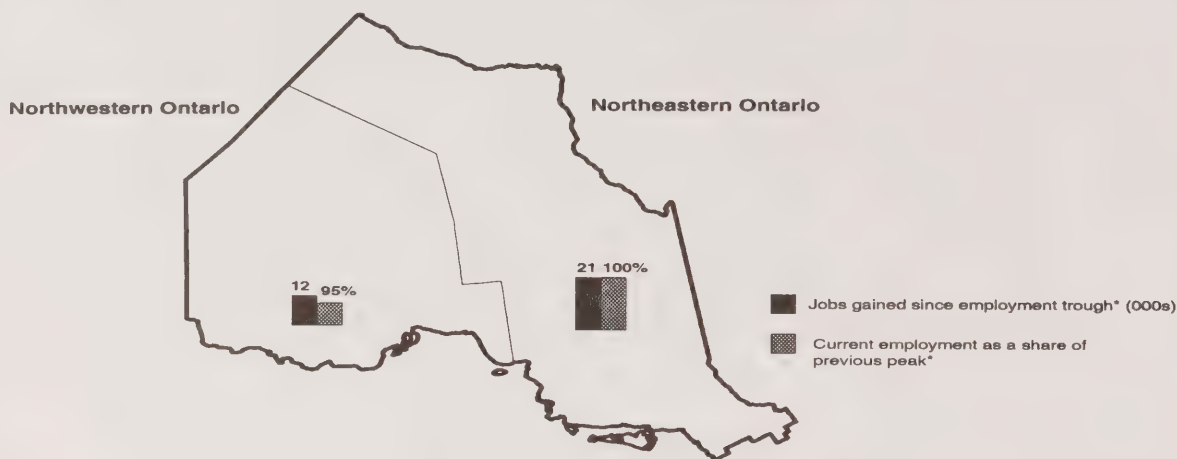 Northwestern Ontario
Northeastern Ontario
12 95%
21 100%
Jobs gained since employment trough* (000s)
Current employment as a share of
previous peak*